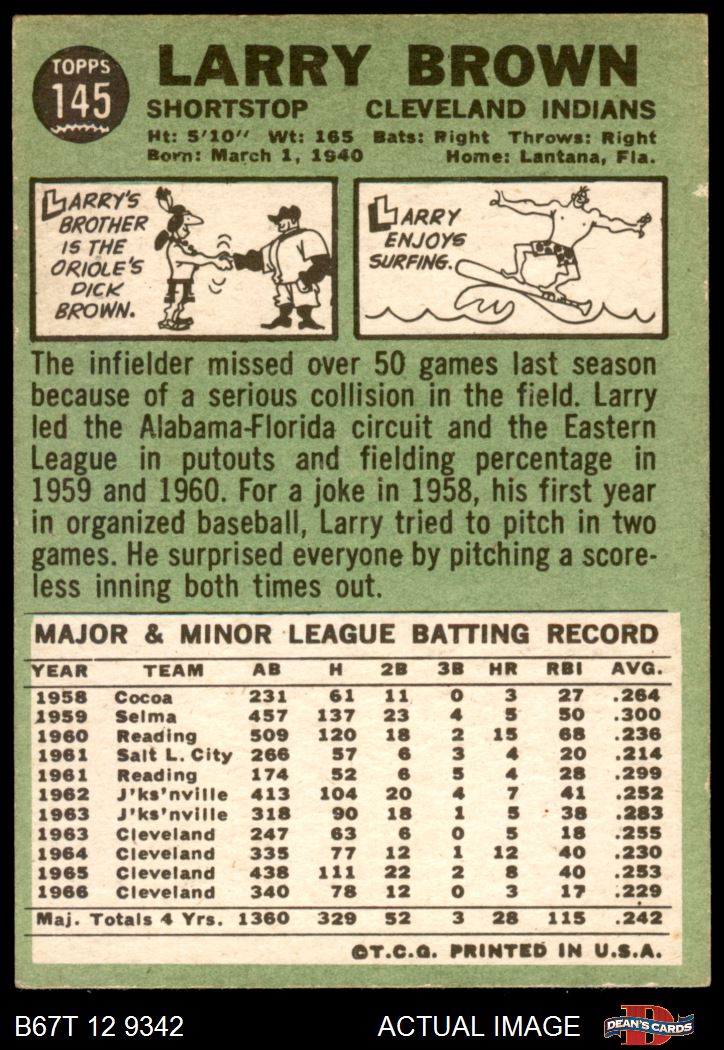 TOPPS
145
LARRY BROWN
SHORTSTOP CLEVELAND INDIANS
Ht: 5'10" Wt: 165 Bats: Right Throws: Right
Born: March 1, 1940 Home: Lantana, Fla.
LARRY'S
BROTHER
IS THE
ORIOLE'S
DICK
BROWN.
LARRY
ENJOYS
SURFING.
The infielder missed over 50 games last season
because of a serious collision in the field. Larry
led the Alabama-Florida circuit and the Eastern
League in putouts and fielding percentage in
1959 and 1960. For a joke in 1958, his first year
in organized baseball, Larry tried to pitch in two
games. He surprised everyone by pitching a score-
less inning both times out.
MAJOR & MINOR LEAGUE BATTING RECORD
YEAR TEAM AB H 2B 3B HR RBI AVG.
1958 Cocoa 231 61 11 0 3 27 .264
1959 Selma 457 137 23 4 5 50 .300
1960 Reading 509 120 18 2 15 68 .236
1961 Salt L. City 266 57 6 3 4 20 .214
1961 Reading 174 52 6 5 4 28 .299
1962 J'ks'nville 413 104 20 4 7 41 .252
1963 J'ks'nville 318 90 18 1 5 38 .283
1963 Cleveland 247 63 6 0 5 18 .255
1964 Cleveland 335 77 12 1 12 40 .230
1965 Cleveland 438 111 22 2 8 40 .253
1966 Cleveland 340 78 12 0 3 17 .229
Maj. Totals 4 Yrs. 1360 329 52 3 28 115 .242
©T.C.G. PRINTED IN U.S.A.
B67T 12 9342 ACTUAL IMAGE D DEAN'S CARDS